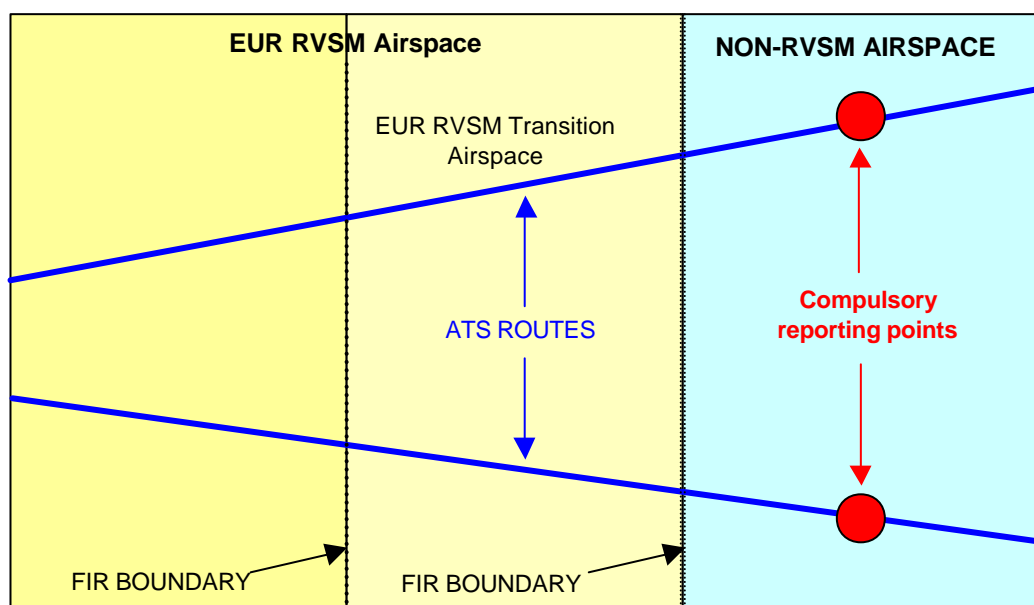 EUR RVSM Airspace
NON-RVSM AIRSPACE
EUR RVSM Transition
Airspace
ATS ROUTES
Compulsory
reporting points
FIR BOUNDARY
FIR BOUNDARY